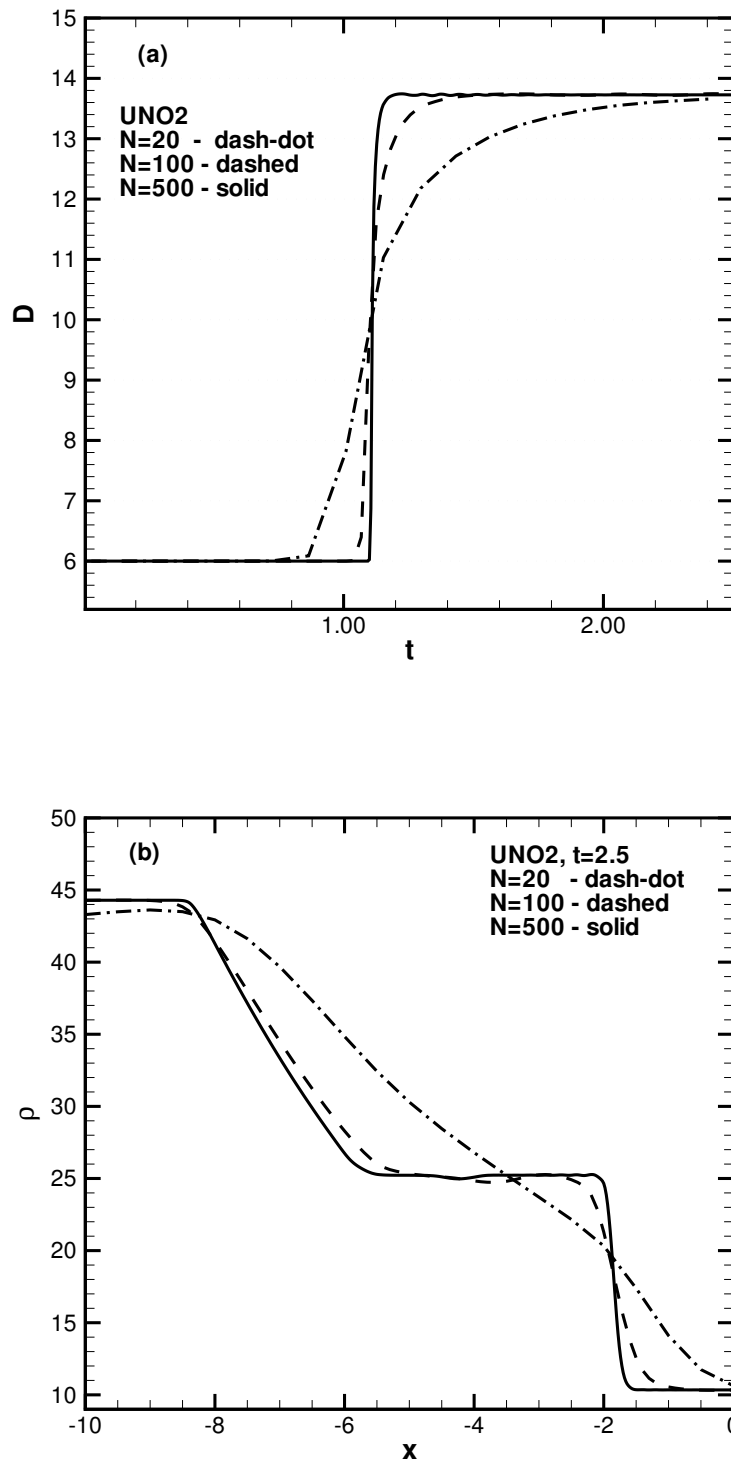 15
(a)
14
UNO2
N=20 - dash-dot
N=100 - dashed
N=500 - solid
13
12
11
10
9
8
7
6
D
1.00
2.00
t
50
(b)
UNO2, t=2.5
N=20 - dash-dot
N=100 - dashed
N=500 - solid
45
40
35
30
25
20
15
10
ρ
-10
-8
-6
-4
-2
0
x